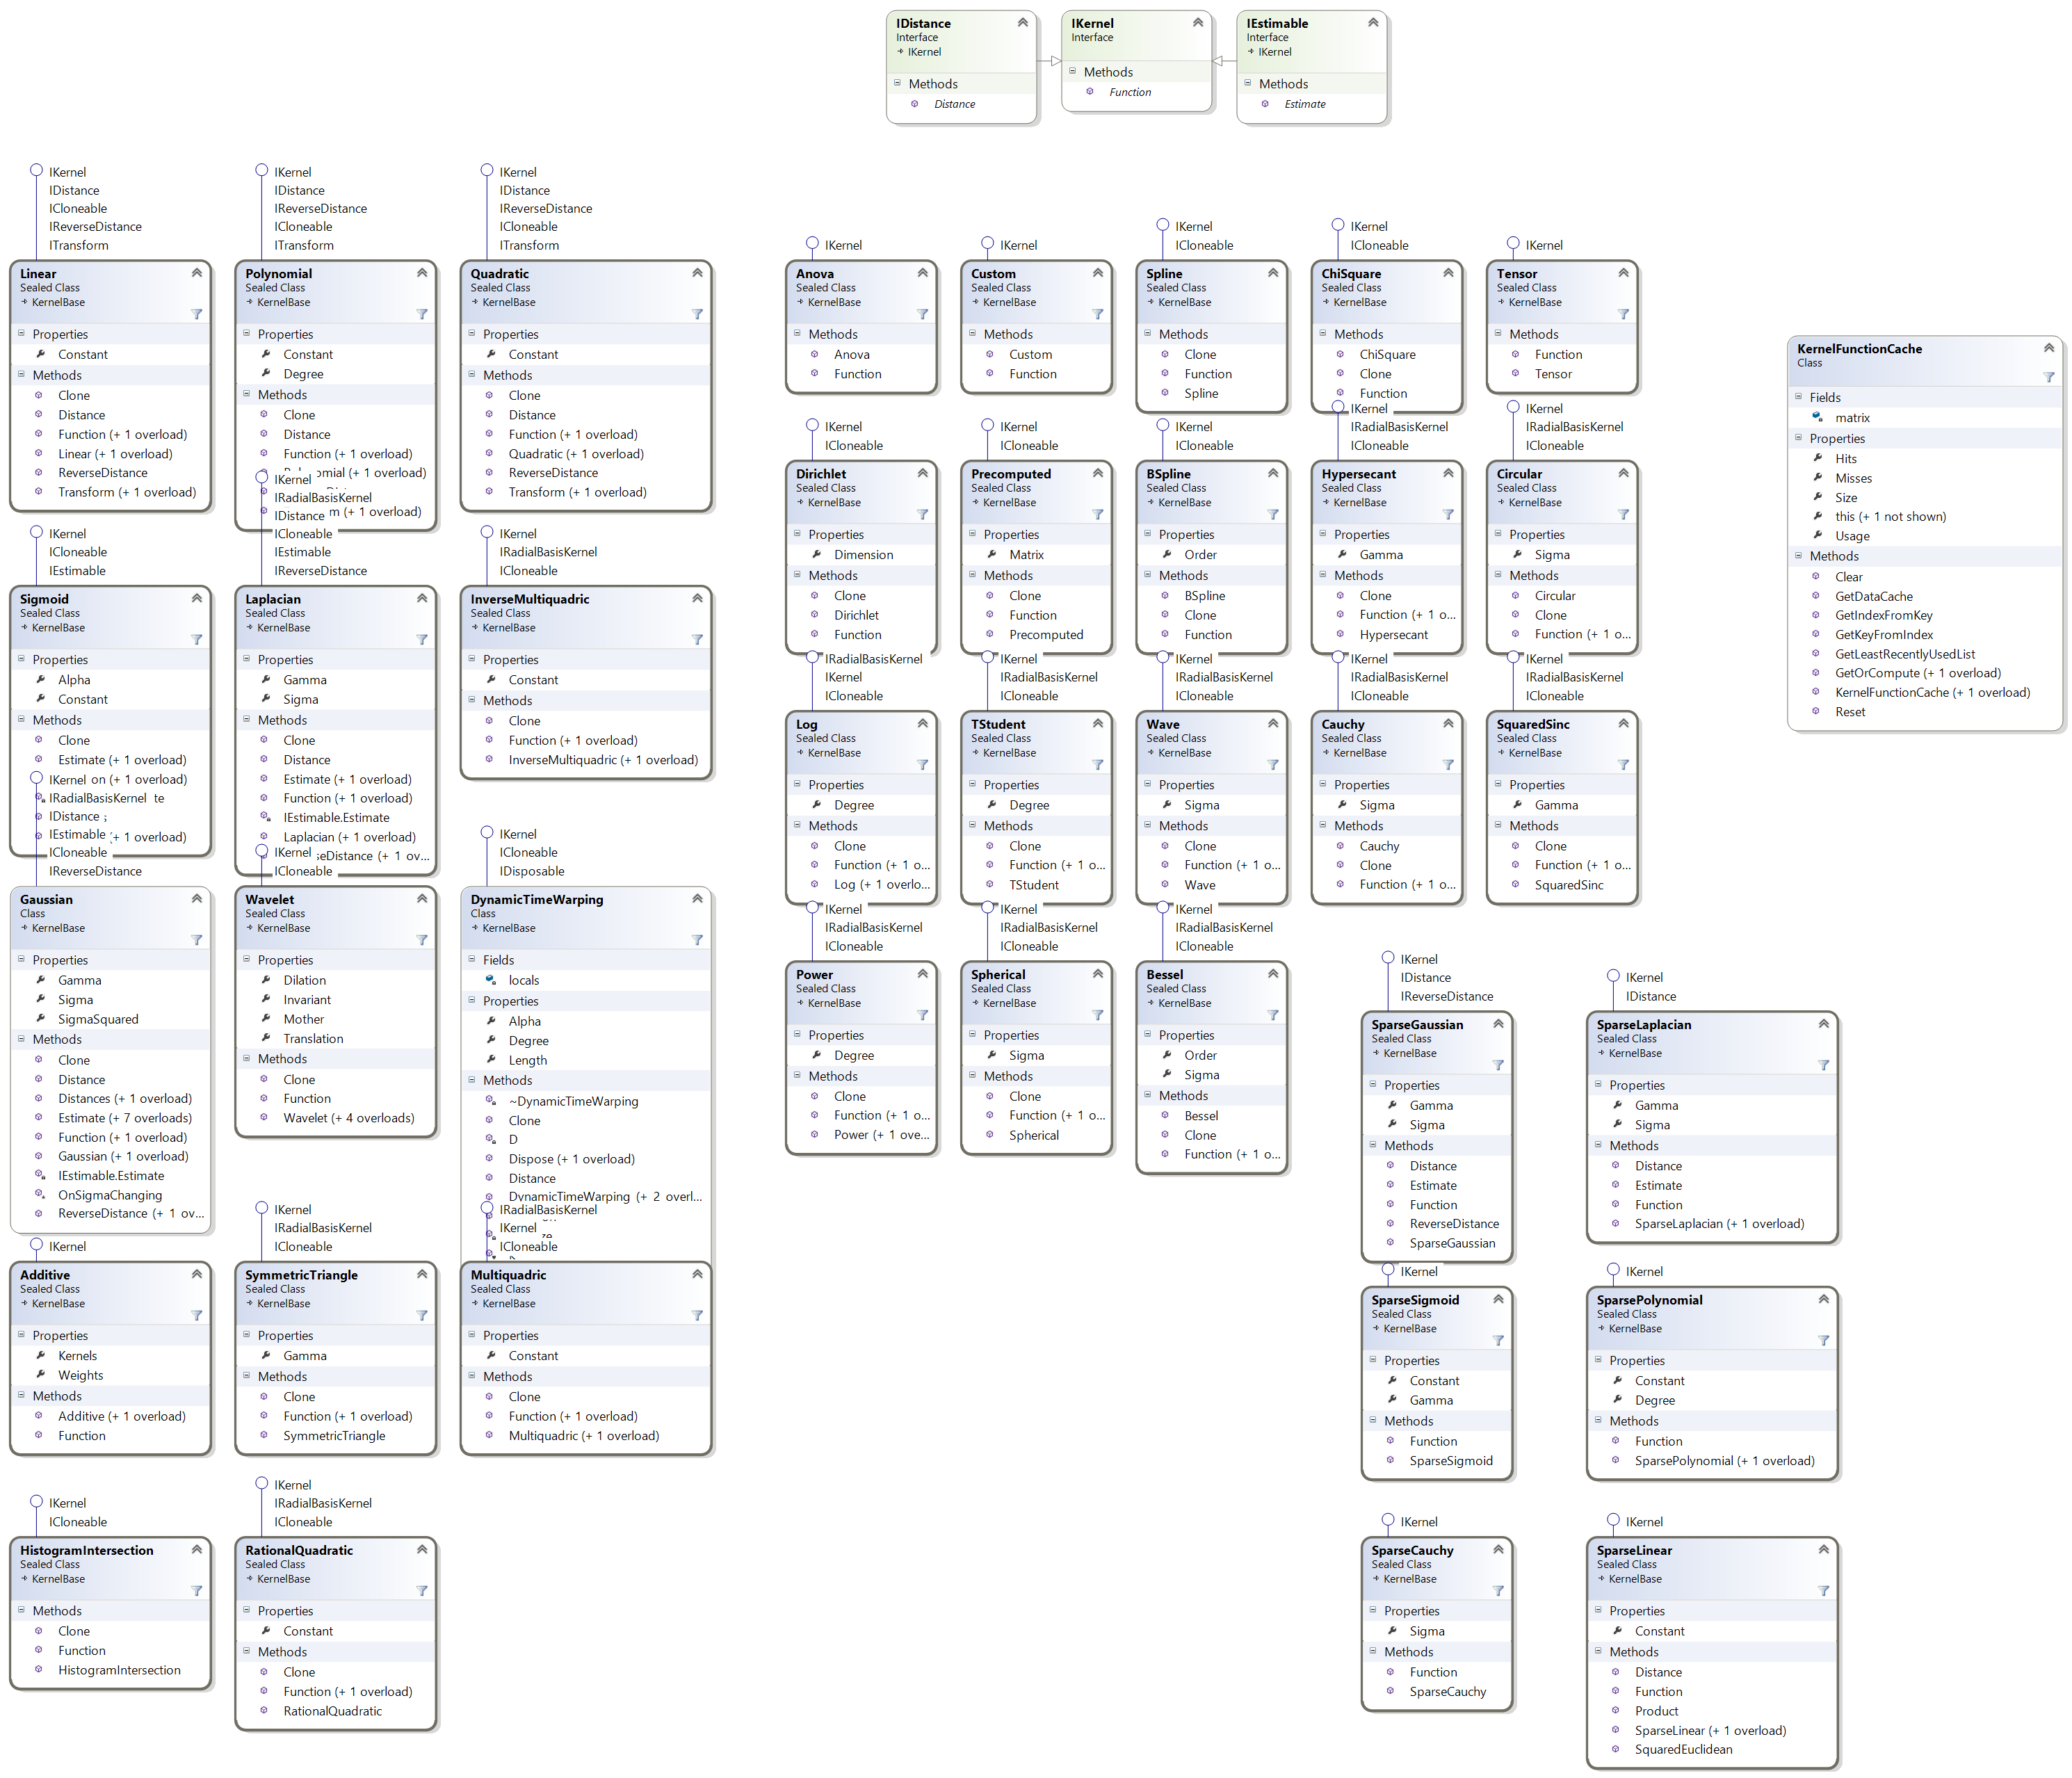 IDistance
Interface
IKernel
Methods
Distance
IKernel
Interface
Methods
Function
IEstimable
Interface
IKernel
Methods
Estimate
IKernel
IDistance
ICloneable
IReverseDistance
ITransform
Linear
Sealed Class
KernelBase
Properties
Constant
Methods
Clone
Distance
Function (+ 1 overload)
Linear (+ 1 overload)
ReverseDistance
Transform (+ 1 overload)
IKernel
IDistance
IReverseDistance
ICloneable
ITransform
Polynomial
Sealed Class
KernelBase
Properties
Constant
Degree
Methods
Clone
Distance
Function (+ 1 overload)
(+ 1 overload)
m (+ 1 overload)
IKernel
IDistance
IReverseDistance
ICloneable
ITransform
Quadratic
Sealed Class
KernelBase
Properties
Constant
Methods
Clone
Distance
Function (+ 1 overload)
Quadratic (+ 1 overload)
ReverseDistance
Transform (+ 1 overload)
IKernel
Anova
Sealed Class
KernelBase
Methods
Anova
Function
IKernel
Custom
Sealed Class
KernelBase
Methods
Custom
Function
IKernel
ICloneable
Spline
Sealed Class
KernelBase
Methods
Clone
Function
Spline
IKernel
ICloneable
ChiSquare
Sealed Class
KernelBase
Methods
ChiSquare
Clone
Function
IKernel
Tensor
Sealed Class
KernelBase
Methods
Function
Tensor
KernelFunctionCache
Class
Fields
matrix
Properties
Hits
Misses
Size
this (+ 1 not shown)
Usage
Methods
Clear
GetDataCache
GetIndexFromKey
GetKeyFromIndex
GetLeastRecentlyUsedList
GetOrCompute (+ 1 overload)
KernelFunctionCache (+ 1 overload)
Reset
IKernel
ICloneable
Dirichlet
Sealed Class
KernelBase
Properties
Dimension
Methods
Clone
Dirichlet
Function
IKernel
ICloneable
Precomputed
Sealed Class
KernelBase
Properties
Matrix
Methods
Clone
Function
Precomputed
IKernel
ICloneable
BSpline
Sealed Class
KernelBase
Properties
Order
Methods
BSpline
Clone
Function
IKernel
IRadialBasisKernel
ICloneable
Hypersecant
Sealed Class
KernelBase
Properties
Gamma
Methods
Clone
Function (+ 1 o...
Hypersecant
IKernel
IRadialBasisKernel
ICloneable
Circular
Sealed Class
KernelBase
Properties
Sigma
Methods
Circular
Clone
Function (+ 1 o...
IKernel
ICloneable
IEstimable
Sigmoid
Sealed Class
KernelBase
Properties
Alpha
Constant
Methods
Clone
Estimate (+ 1 overload)
on (+ 1 overload)
te
(+ 1 overload)
IKernel
IRadialBasisKernel
IDistance
ICloneable
IEstimable
IReverseDistance
Laplacian
Sealed Class
KernelBase
Properties
Gamma
Sigma
Methods
Clone
Distance
Estimate (+ 1 overload)
Function (+ 1 overload)
IEstimable.Estimate
Laplacian (+ 1 overload)
seDistance (+ 1 ov...
IKernel
IRadialBasisKernel
ICloneable
InverseMultiquadric
Sealed Class
KernelBase
Properties
Constant
Methods
Clone
Function (+ 1 overload)
InverseMultiquadric (+ 1 overload)
IRadialBasisKernel
IKernel
ICloneable
Log
Sealed Class
KernelBase
Properties
Degree
Methods
Clone
Function (+ 1 o...
Log (+ 1 overlo...
IKernel
IRadialBasisKernel
ICloneable
TStudent
Sealed Class
KernelBase
Properties
Degree
Methods
Clone
Function (+ 1 o...
TStudent
IKernel
IRadialBasisKernel
ICloneable
Wave
Sealed Class
KernelBase
Properties
Sigma
Methods
Clone
Function (+ 1 o...
Wave
IKernel
IRadialBasisKernel
ICloneable
Cauchy
Sealed Class
KernelBase
Properties
Sigma
Methods
Cauchy
Clone
Function (+ 1 o...
IKernel
IRadialBasisKernel
ICloneable
SquaredSinc
Sealed Class
KernelBase
Properties
Gamma
Methods
Clone
Function (+ 1 o...
SquaredSinc
IKernel
IRadialBasisKernel
IDistance
IEstimable
ICloneable
IReverseDistance
Gaussian
Class
KernelBase
Properties
Gamma
Sigma
SigmaSquared
Methods
Clone
Distance
Distances (+ 1 overload)
Estimate (+ 7 overloads)
Function (+ 1 overload)
Gaussian (+ 1 overload)
IEstimable.Estimate
OnSigmaChanging
ReverseDistance (+ 1 ov...
IKernel
ICloneable
Wavelet
Sealed Class
KernelBase
Properties
Dilation
Invariant
Mother
Translation
Methods
Clone
Function
Wavelet (+ 4 overloads)
IKernel
ICloneable
IDisposable
DynamicTimeWarping
Class
KernelBase
Fields
locals
Properties
Alpha
Degree
Length
Methods
~DynamicTimeWarping
Clone
D
Dispose (+ 1 overload)
Distance
DynamicTimeWarping (+ 2 overl...
IKernel
IRadialBasisKernel
ICloneable
Power
Sealed Class
KernelBase
Properties
Degree
Methods
Clone
Function (+ 1 o...
Power (+ 1 ove...
IKernel
IRadialBasisKernel
ICloneable
Spherical
Sealed Class
KernelBase
Properties
Sigma
Methods
Clone
Function (+ 1 o...
Spherical
IKernel
IRadialBasisKernel
ICloneable
Bessel
Sealed Class
KernelBase
Properties
Order
Sigma
Methods
Bessel
Clone
Function (+ 1 o...
IKernel
IDistance
IReverseDistance
SparseGaussian
Sealed Class
KernelBase
Properties
Gamma
Sigma
Methods
Distance
Estimate
Function
ReverseDistance
SparseGaussian
IKernel
IDistance
SparseLaplacian
Sealed Class
KernelBase
Properties
Gamma
Sigma
Methods
Distance
Estimate
Function
SparseLaplacian (+ 1 overload)
IKernel
Additive
Sealed Class
KernelBase
Properties
Kernels
Weights
Methods
Additive (+ 1 overload)
Function
IKernel
IRadialBasisKernel
ICloneable
SymmetricTriangle
Sealed Class
KernelBase
Properties
Gamma
Methods
Clone
Function (+ 1 overload)
SymmetricTriangle
IRadialBasisKernel
IKernel
ICloneable
Multiquadric
Sealed Class
KernelBase
Properties
Constant
Methods
Clone
Function (+ 1 overload)
Multiquadric (+ 1 overload)
IKernel
SparseSigmoid
Sealed Class
KernelBase
Properties
Constant
Gamma
Methods
Function
SparseSigmoid
IKernel
SparsePolynomial
Sealed Class
KernelBase
Properties
Constant
Degree
Methods
Function
SparsePolynomial (+ 1 overload)
IKernel
ICloneable
HistogramIntersection
Sealed Class
KernelBase
Methods
Clone
Function
HistogramIntersection
IKernel
IRadialBasisKernel
ICloneable
RationalQuadratic
Sealed Class
KernelBase
Properties
Constant
Methods
Clone
Function (+ 1 overload)
RationalQuadratic
IKernel
SparseCauchy
Sealed Class
KernelBase
Properties
Sigma
Methods
Function
SparseCauchy
IKernel
SparseLinear
Sealed Class
KernelBase
Properties
Constant
Methods
Distance
Function
Product
SparseLinear (+ 1 overload)
SquaredEuclidean